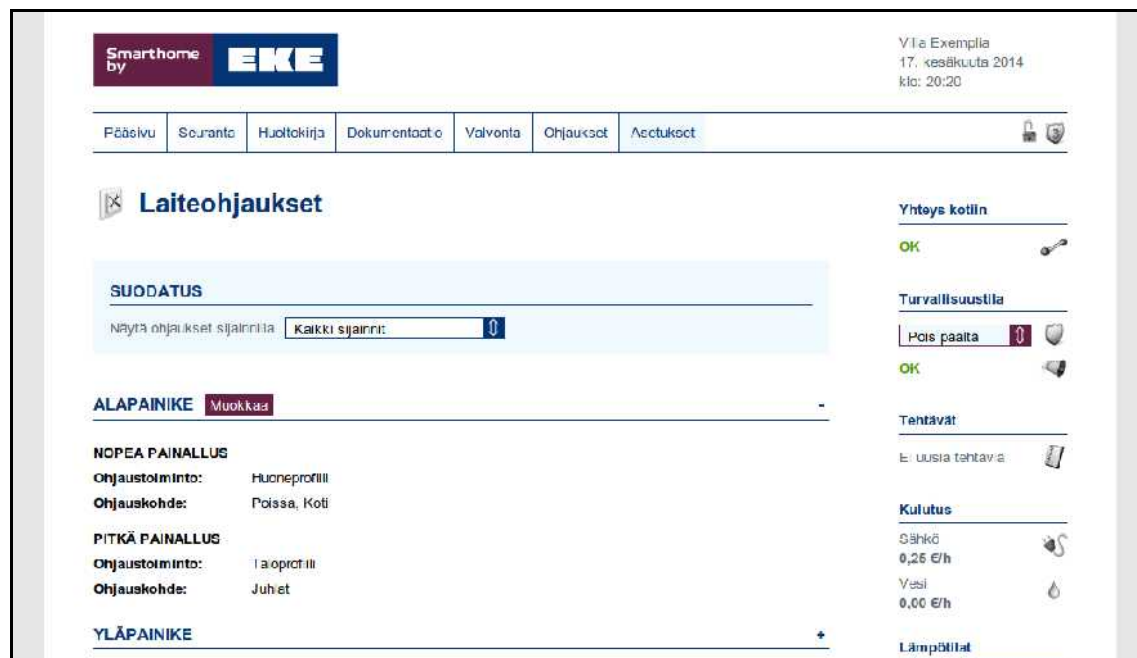 Smarthome
by EKE
Villa Exemplia
17. kesäkuuta 2014
klo: 20:20
Pääsivu Seuranta Huoltokirja Dokumentaatio Valvonta Ohjaukset Asetukset
3
Laiteohjaukset
SUODATUS
Näytä ohjaukset sijainnilla Kaikki sijainnit
ALAPAINIKE Muokkaa -
NOPEA PAINALLUS
Ohjaustoiminto: Huoneprofiili
Ohjauskohde: Poissa, Koti
PITKÄ PAINALLUS
Ohjaustoiminto: Taloprofiili
Ohjauskohde: Juhlat
YLÄPAINIKE +
Yhteys kotiin
OK
Turvallisuustila
Pois päältä
OK
Tehtävät
Ei uusia tehtäviä
Kulutus
Sähkö
0,25 €/h
Vesi
0,00 €/h
Lämpötilat